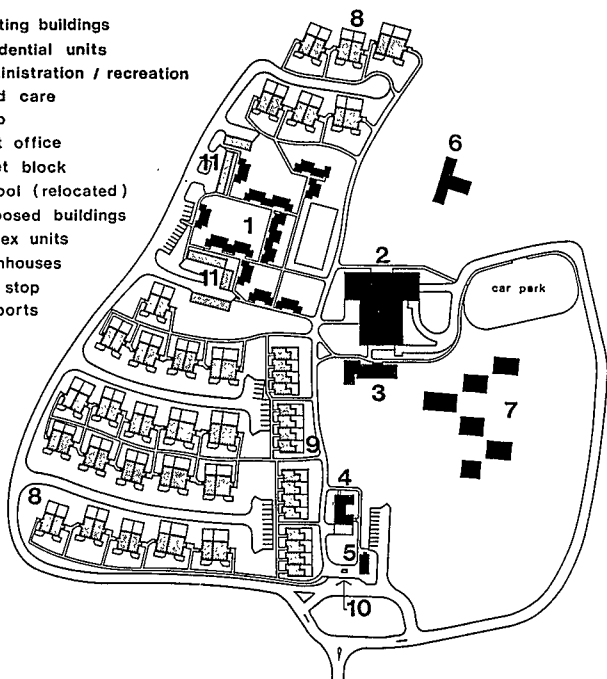 ting buildings
dential units
inistration / recreation
d care
p
t office
et block
ool (relocated)
posed buildings
ex units
nhouses
stop
ports
8
6
11
1
2
11
car park
3
7
9
4
8
5
10